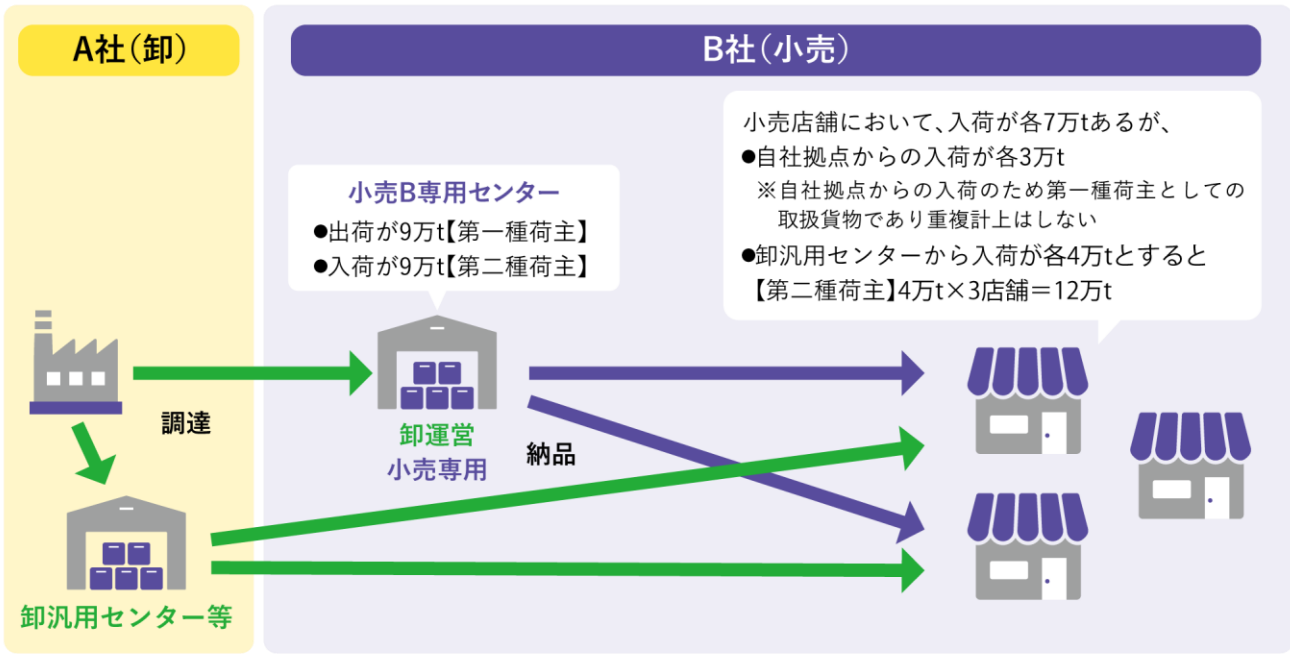 A社（卸）
B社（小売）
小売店舗において、入荷が各7万tあるが、
●自社拠点からの入荷が各3万t
※自社拠点からの入荷のため第一種荷主としての
取扱貨物であり重複計上はしない
●卸汎用センターから入荷が各4万tとすると
【第二種荷主】4万t×3店舗＝12万t
小売B専用センター
●出荷が9万t【第一種荷主】
●入荷が9万t【第二種荷主】
調達
卸運営
小売専用
納品
卸汎用センター等